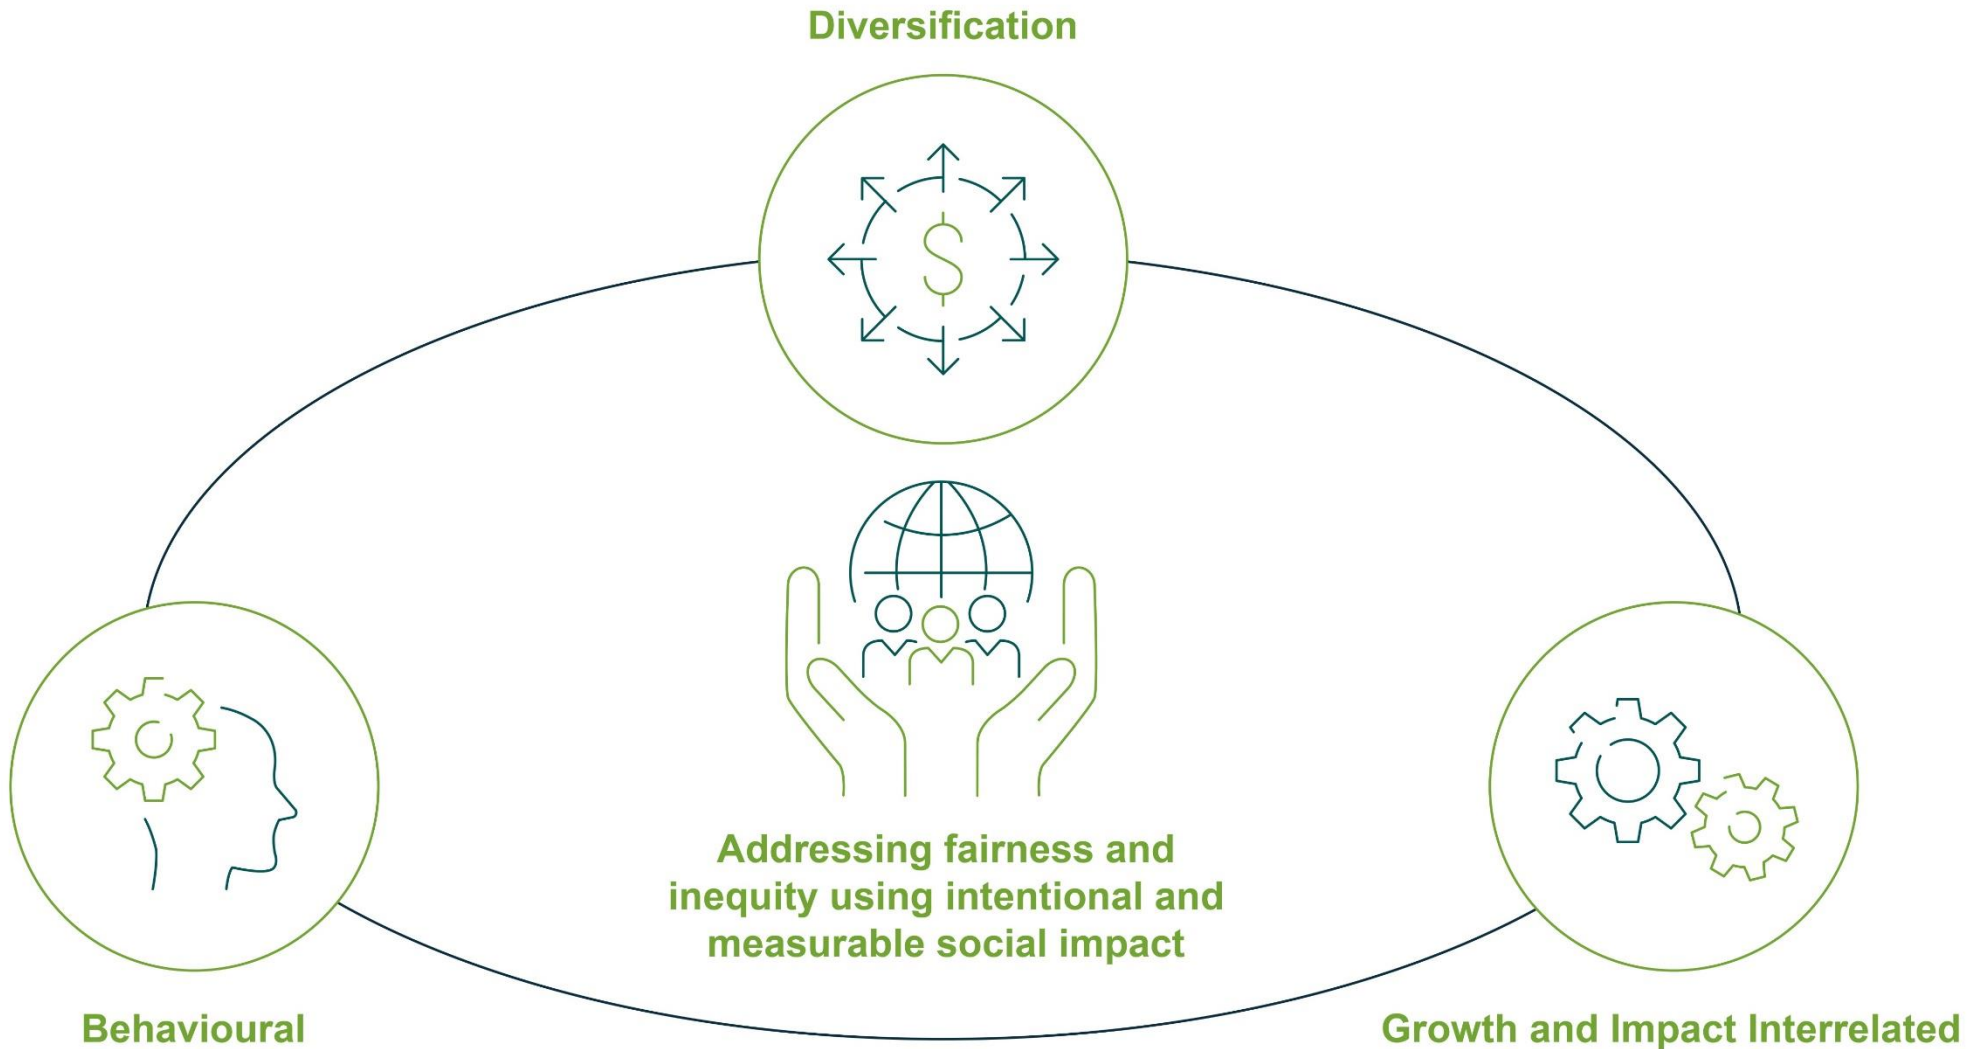 Diversification
Addressing fairness and
inequity using intentional and
measurable social impact
Behavioural
Growth and Impact Interrelated